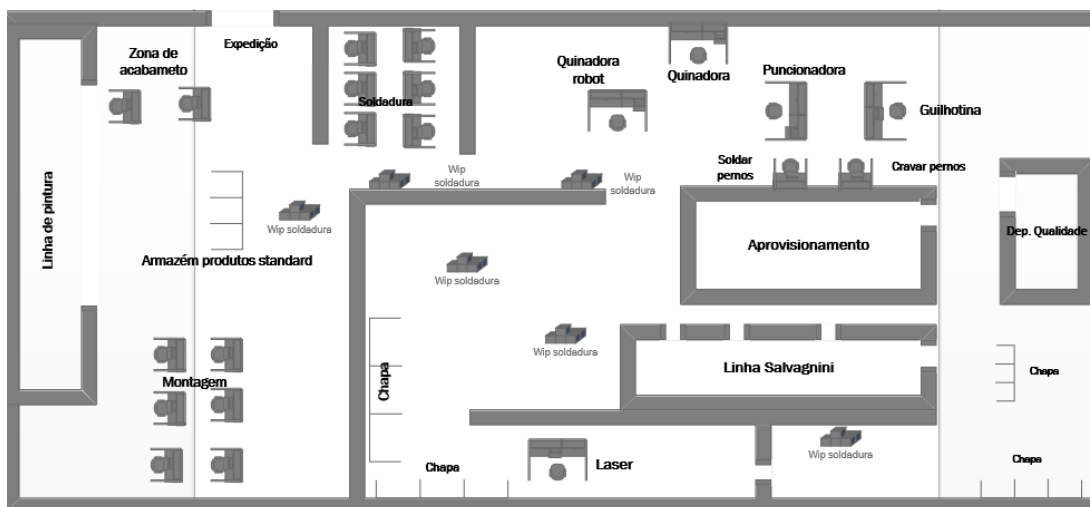 Expedição
Zona de
acabameto
Soldadura
Quinadora
robot
Quinadora
Puncionadora
Guilhotina
Soldar
pernos
Cravar pernos
Wip
soldadura
Wip
soldadura
Linha de pintura
Wip soldadura
Armazém produtos standard
Aprovisionamento
Dep. Qualidade
Wip soldadura
Wip soldadura
Linha Salvagnini
Chapa
Chapa
Montagem
Wip soldadura
Chapa
Laser
Chapa